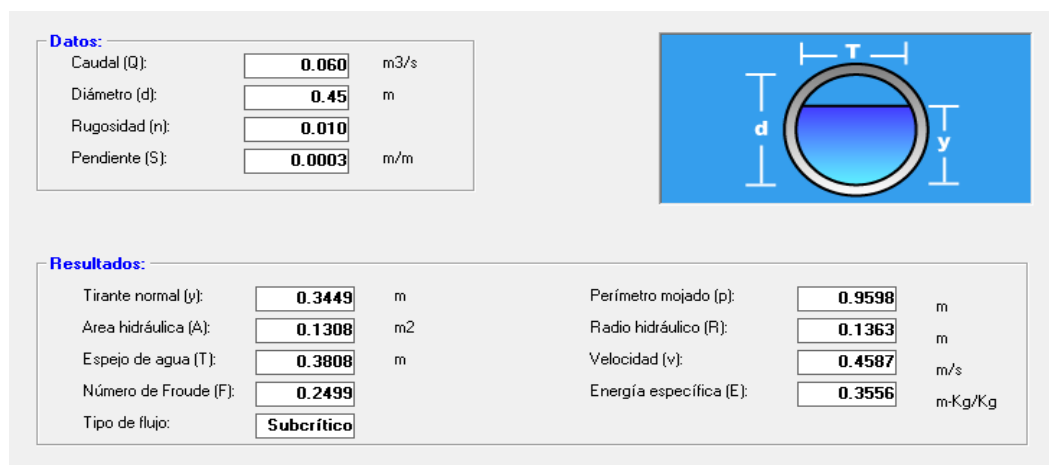 Datos:
Caudal (Q): 0.060 m3/s
Diámetro (d): 0.45 m
Rugosidad (n): 0.010
Pendiente (S): 0.0003 m/m
T
d
y
Resultados:
Tirante normal (y): 0.3449 m Perímetro mojado (p): 0.9598 m
Area hidráulica (A): 0.1308 m2 Radio hidráulico (R): 0.1363 m
Espejo de agua (T): 0.3808 m Velocidad (v): 0.4587 m/s
Número de Froude (F): 0.2499 Energía específica (E): 0.3556 m-Kg/Kg
Tipo de flujo: Subcrítico